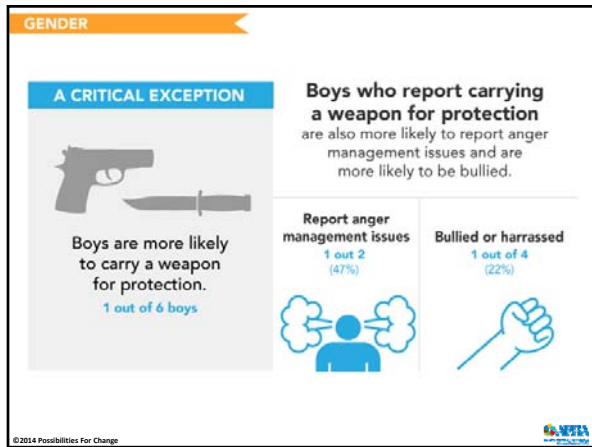 GENDER
A CRITICAL EXCEPTION
Boys are more likely
to carry a weapon
for protection.
1 out of 6 boys
Boys who report carrying
a weapon for protection
are also more likely to report anger
management issues and are
more likely to be bullied.
Report anger
management issues
1 out 2
(47%)
Bullied or harrassed
1 out of 4
(22%)
©2014 Possibilities For Change